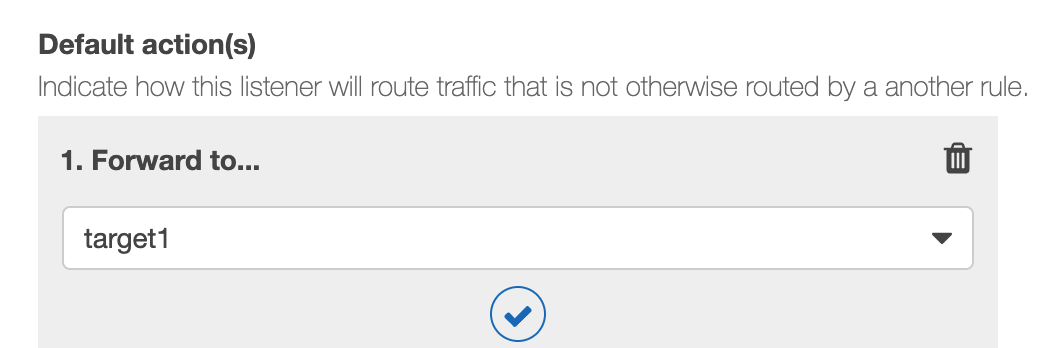 Default action(s)
Indicate how this listener will route traffic that is not otherwise routed by a another rule.
1. Forward to...
target1